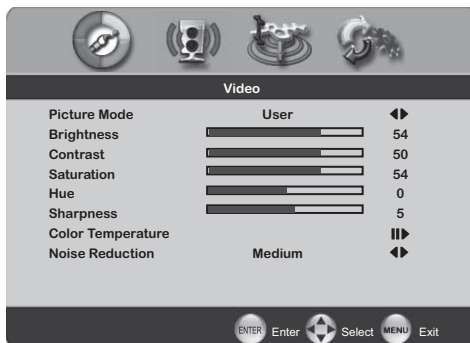 Video
Picture Mode User
Brightness 54
Contrast 50
Saturation 54
Hue 0
Sharpness 5
Color Temperature
Noise Reduction Medium
ENTER Enter Select MENU Exit